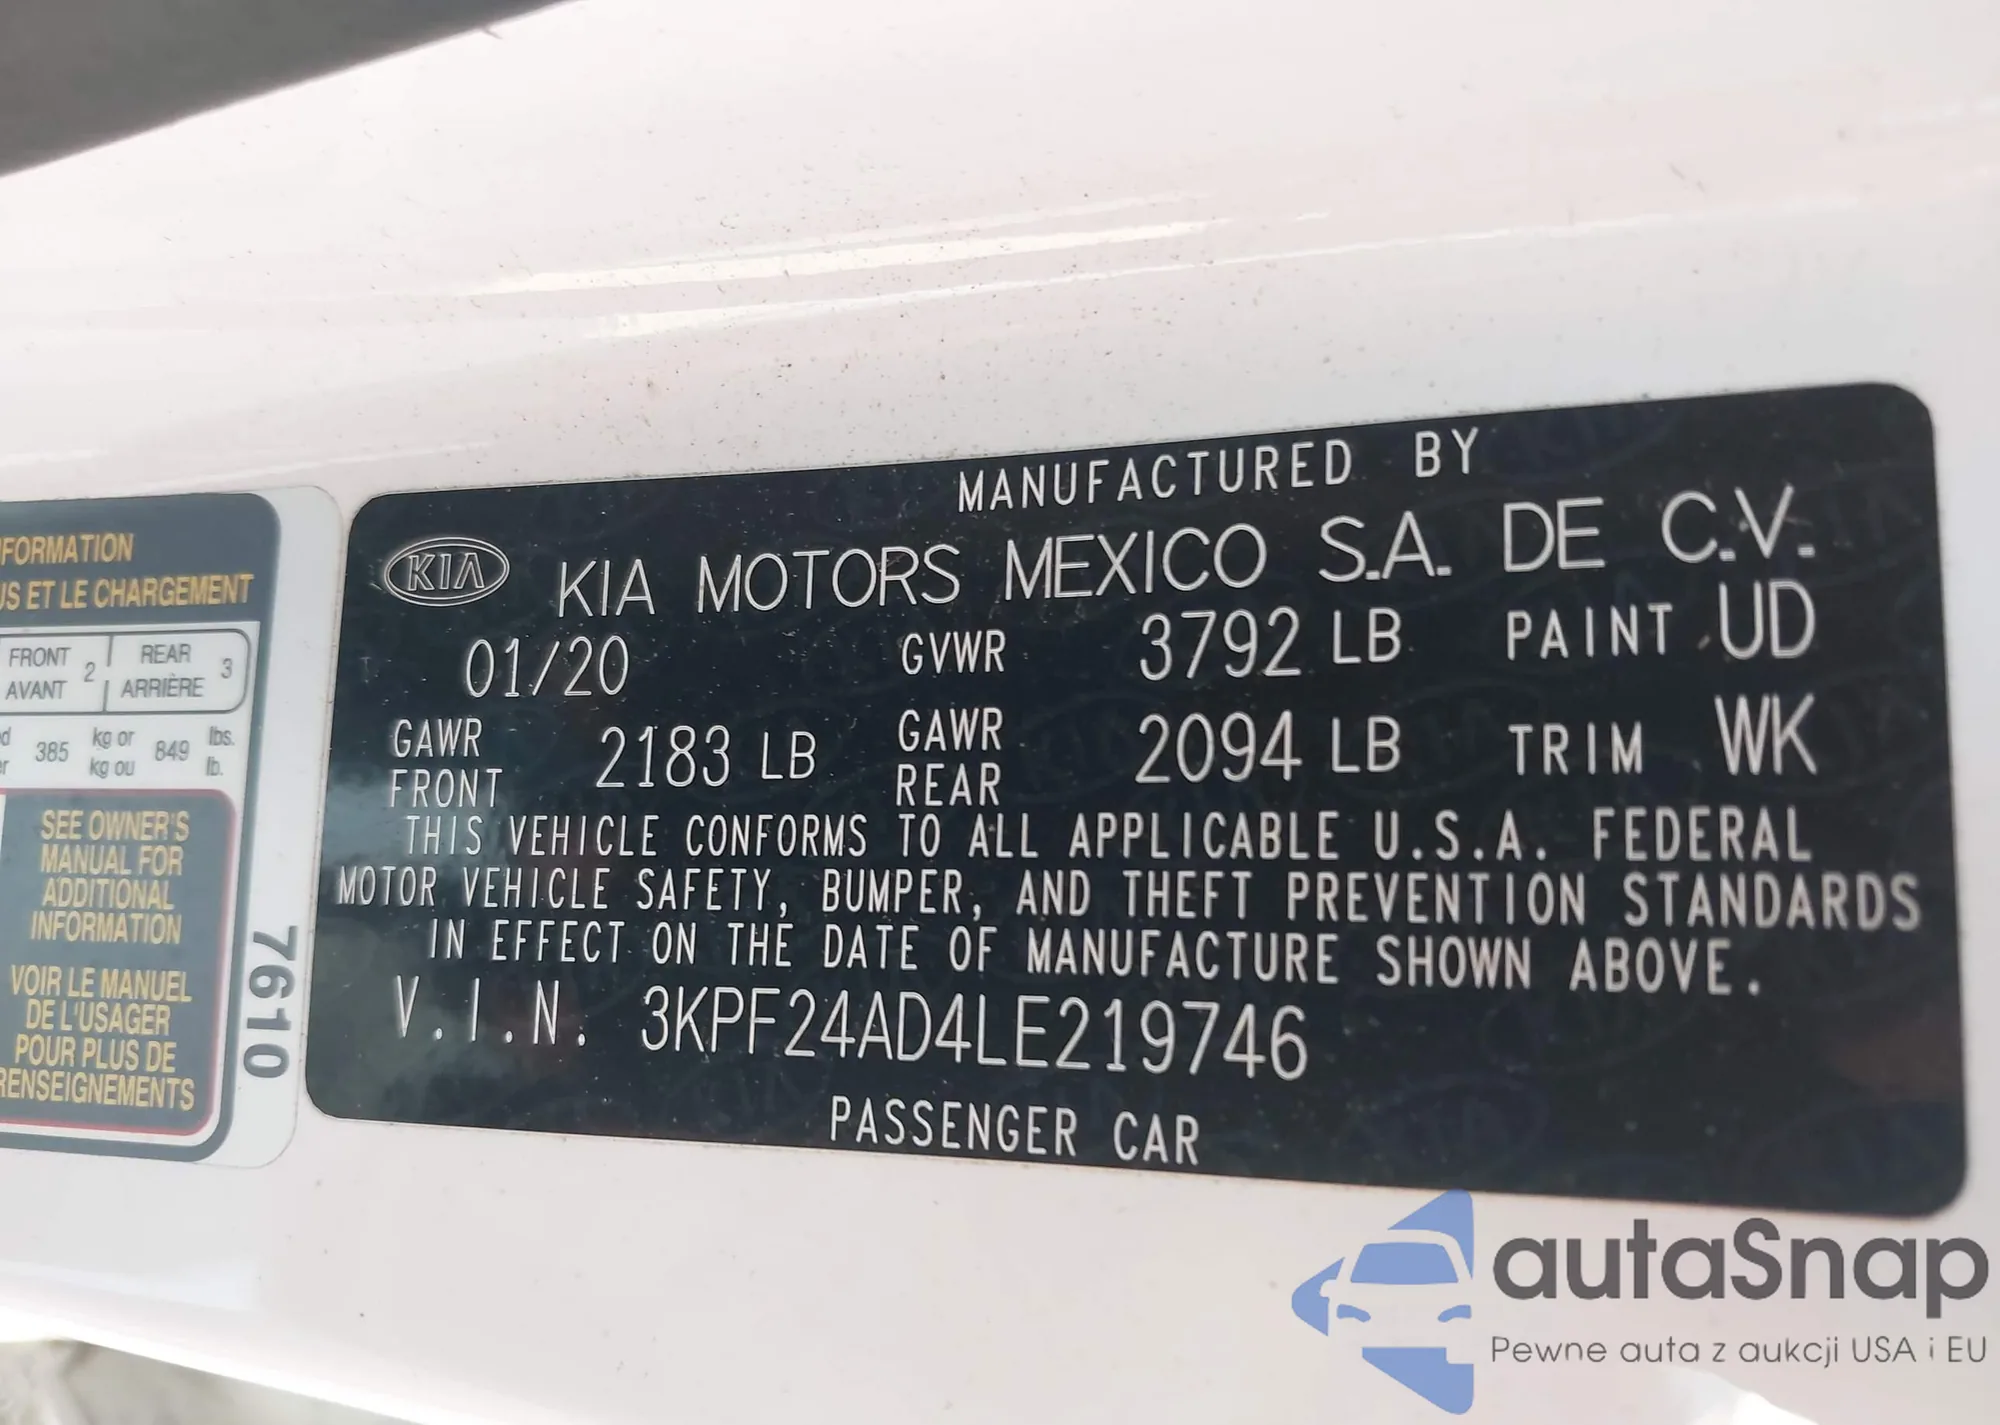 MANUFACTURED BY
KIA KIA MOTORS MEXICO S.A. DE C.V.
01/20 GVWR 3792 LB PAINT UD
GAWR FRONT 2183 LB GAWR REAR 2094 LB TRIM WK
THIS VEHICLE CONFORMS TO ALL APPLICABLE U.S.A. FEDERAL
MOTOR VEHICLE SAFETY, BUMPER, AND THEFT PREVENTION STANDARDS
IN EFFECT ON THE DATE OF MANUFACTURE SHOWN ABOVE.
V.I.N. 3KPF24AD4LE219746
PASSENGER CAR
ET LE CHARGEMENT
FRONT 2 REAR 3
AVANT ARRIÈRE
385 kg or 849 lbs.
kg ou lb.
SEE OWNER'S
MANUAL FOR
ADDITIONAL
INFORMATION
VOIR LE MANUEL
DE L'USAGER
POUR PLUS DE
RENSEIGNEMENTS
7610
autaSnap
Pewne auta z aukcji USA i EU